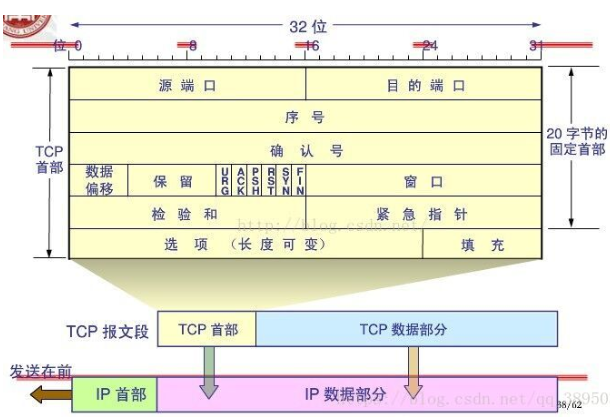 32 位
位 0 8 16 24 31
源 端 口 目 的 端 口
序 号
TCP
首部
20 字节的
固定首部
确 认 号
数据
偏移
保 留
URG ACK PSH RST SYN FIN
窗 口
检 验 和 紧 急 指 针
http://blog.csdn.net
选 项 (长 度 可 变) 填 充
TCP 报文段 TCP 首部 TCP 数据部分
发送在前
IP 首部 IP 数据部分
https://blog.csdn.net/qq_38950
38/62